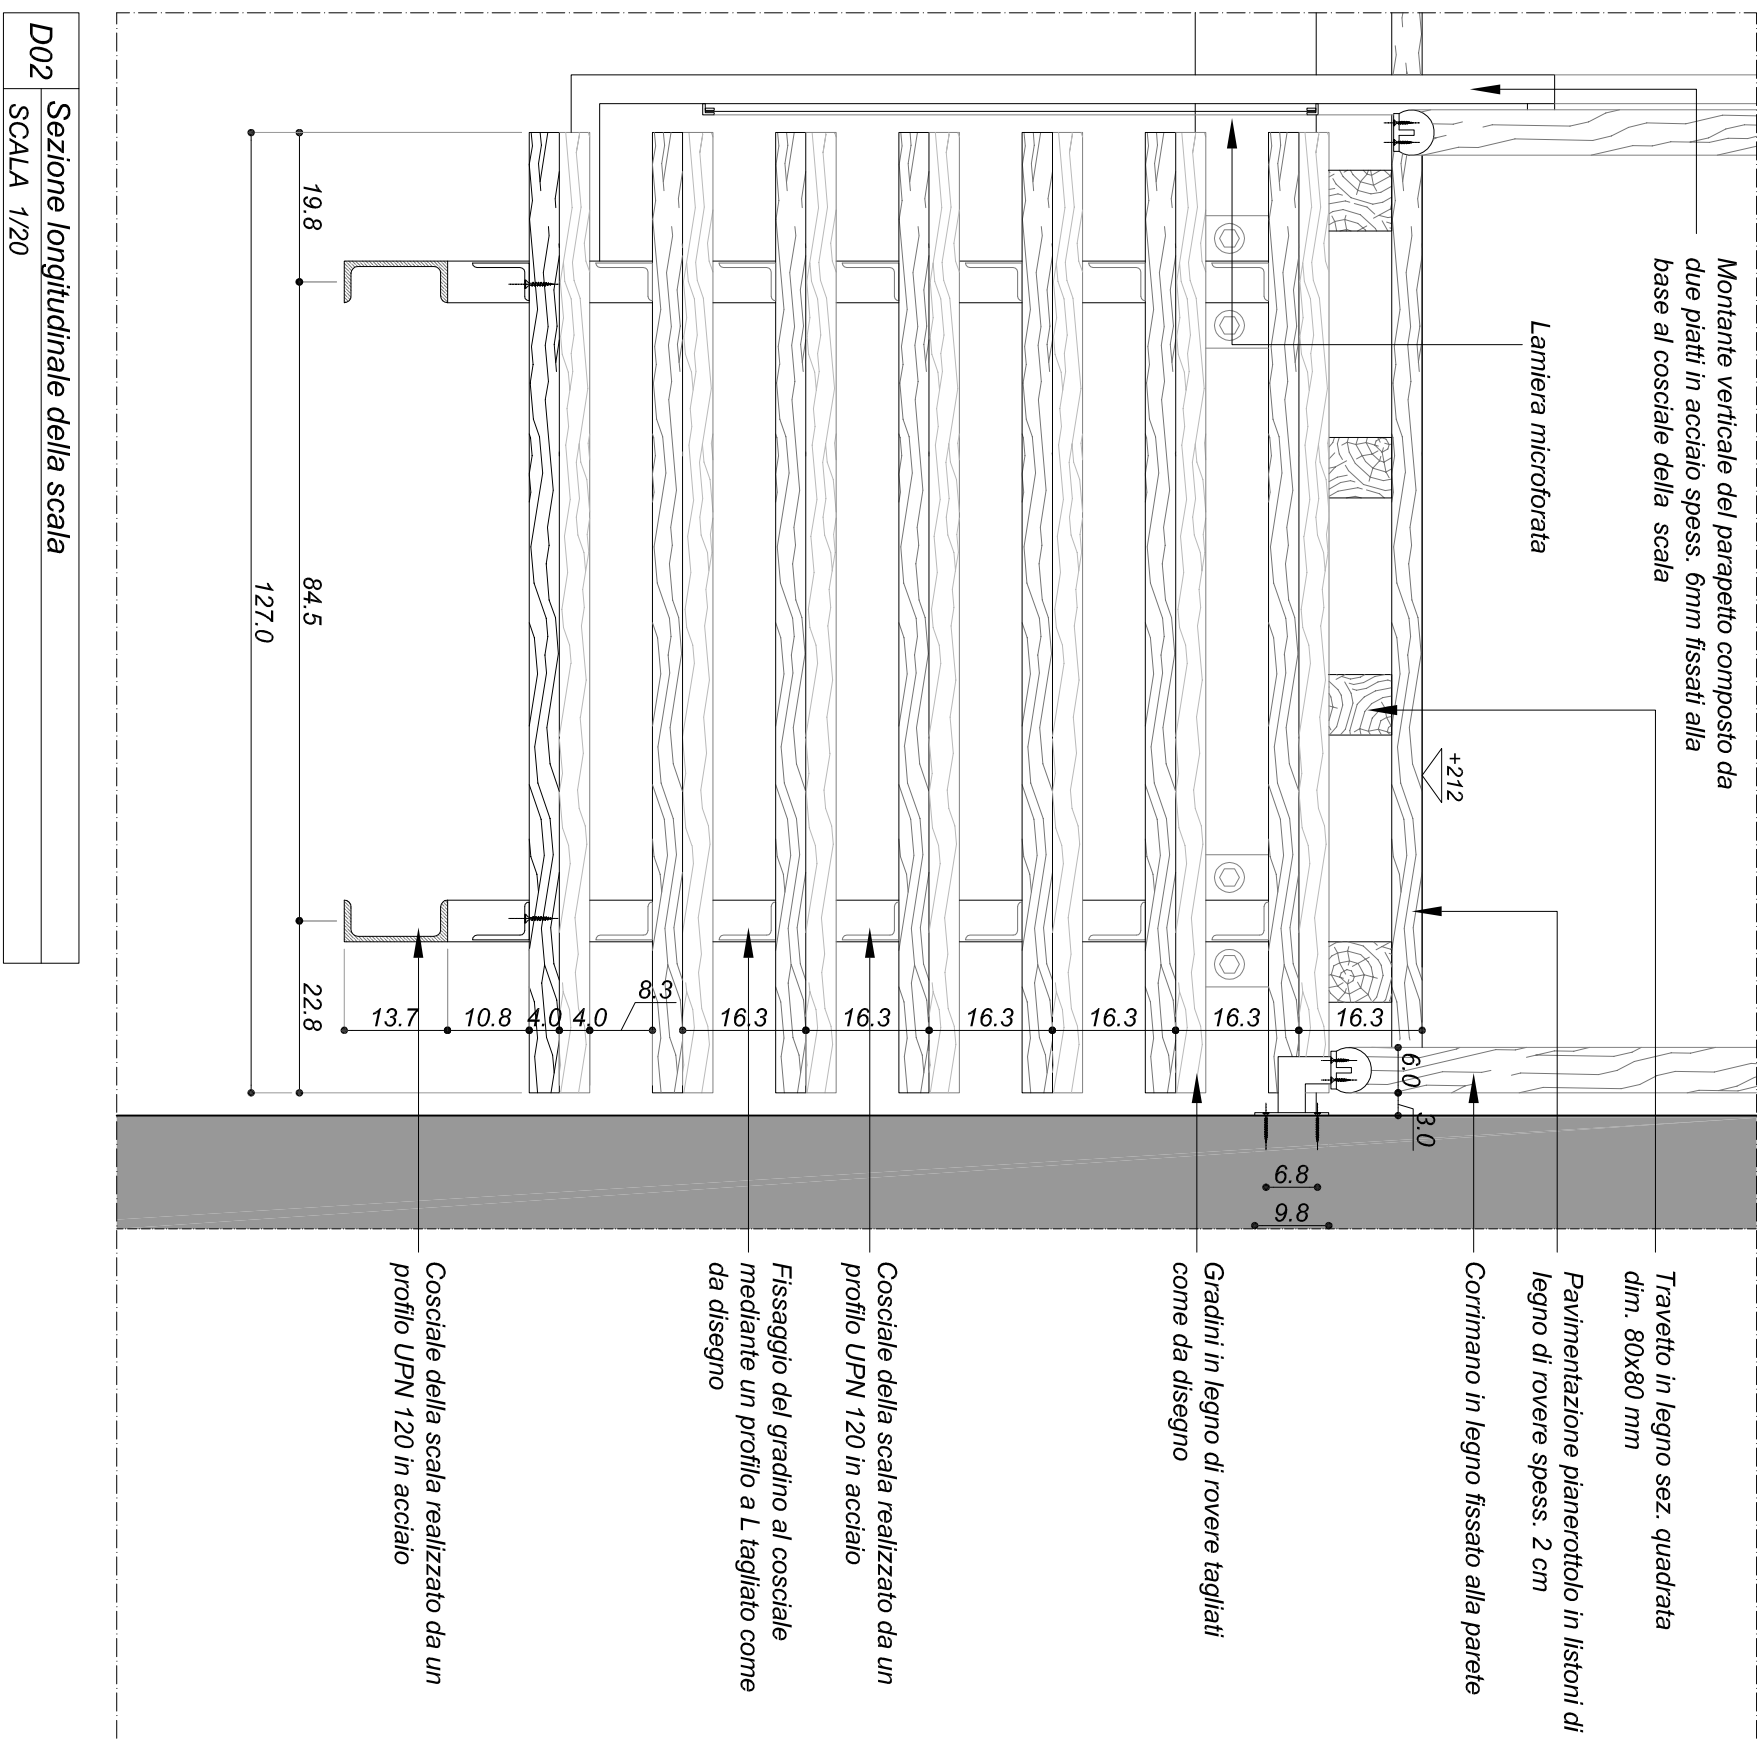 Montante verticale del parapetto composto da
due piatti in acciaio spess. 6mm fissati alla
base al cosciale della scala
Lamiera microforata
+212
Travetto in legno sez. quadrata
dim. 80x80 mm
Pavimentazione pianerottolo in listoni di
legno di rovere spess. 2 cm
Corrimano in legno fissato alla parete
Gradini in legno di rovere tagliati
come da disegno
Cosciale della scala realizzato da un
profilo UPN 120 in acciaio
Fissaggio del gradino al cosciale
mediante un profilo a L tagliato come
da disegno
Cosciale della scala realizzato da un
profilo UPN 120 in acciaio
6.0
3.0
6.8
9.8
16.3
16.3
16.3
16.3
16.3
16.3
8.3
4.0
4.0
10.8
13.7
19.8
84.5
22.8
127.0
D02
Sezione longitudinale della scala
SCALA 1/20